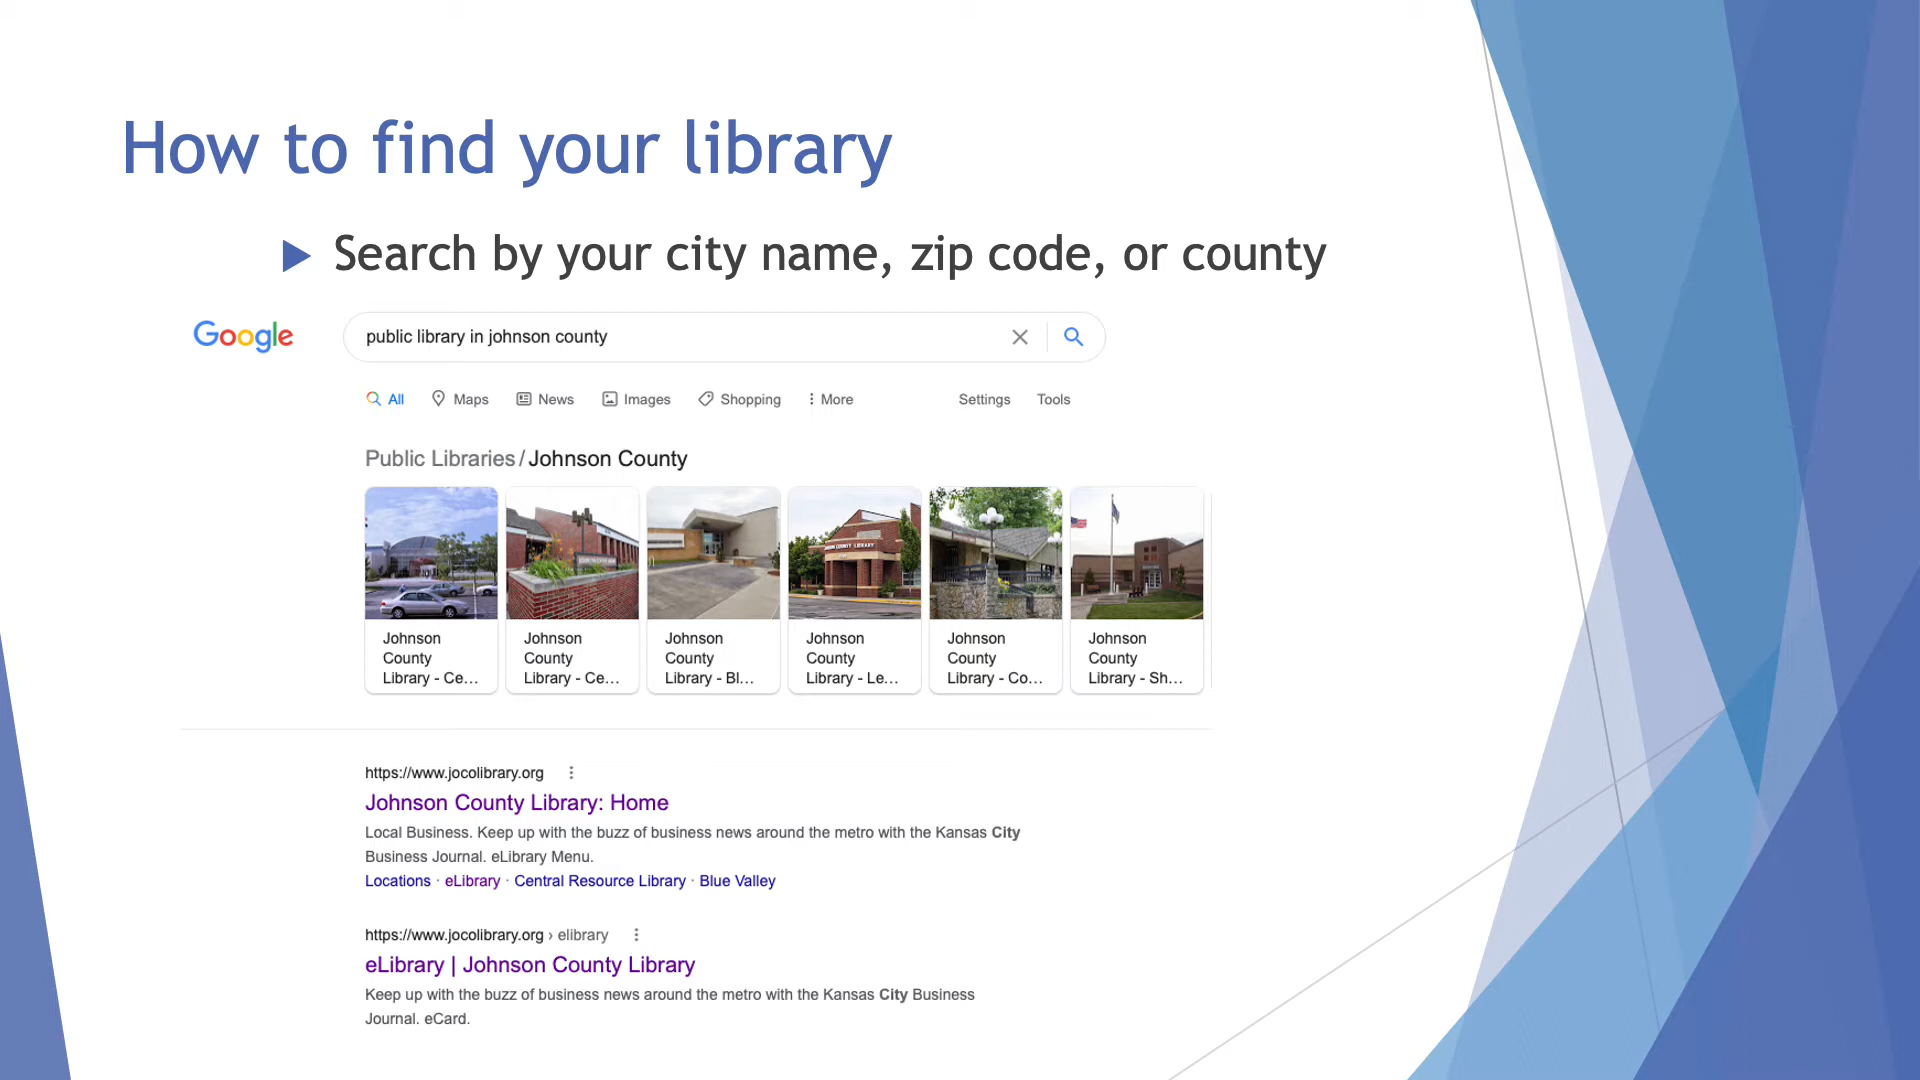 How to find your library
Search by your city name, zip code, or county
Google
public library in johnson county
All Maps News Images Shopping More Settings Tools
Public Libraries / Johnson County
Johnson County Library - Ce...
Johnson County Library - Ce...
Johnson County Library - Bl...
Johnson County Library - Le...
Johnson County Library - Co...
Johnson County Library - Sh...
https://www.jocolibrary.org
Johnson County Library: Home
Local Business. Keep up with the buzz of business news around the metro with the Kansas City
Business Journal. eLibrary Menu.
Locations · eLibrary · Central Resource Library · Blue Valley
https://www.jocolibrary.org › elibrary
eLibrary | Johnson County Library
Keep up with the buzz of business news around the metro with the Kansas City Business
Journal. eCard.